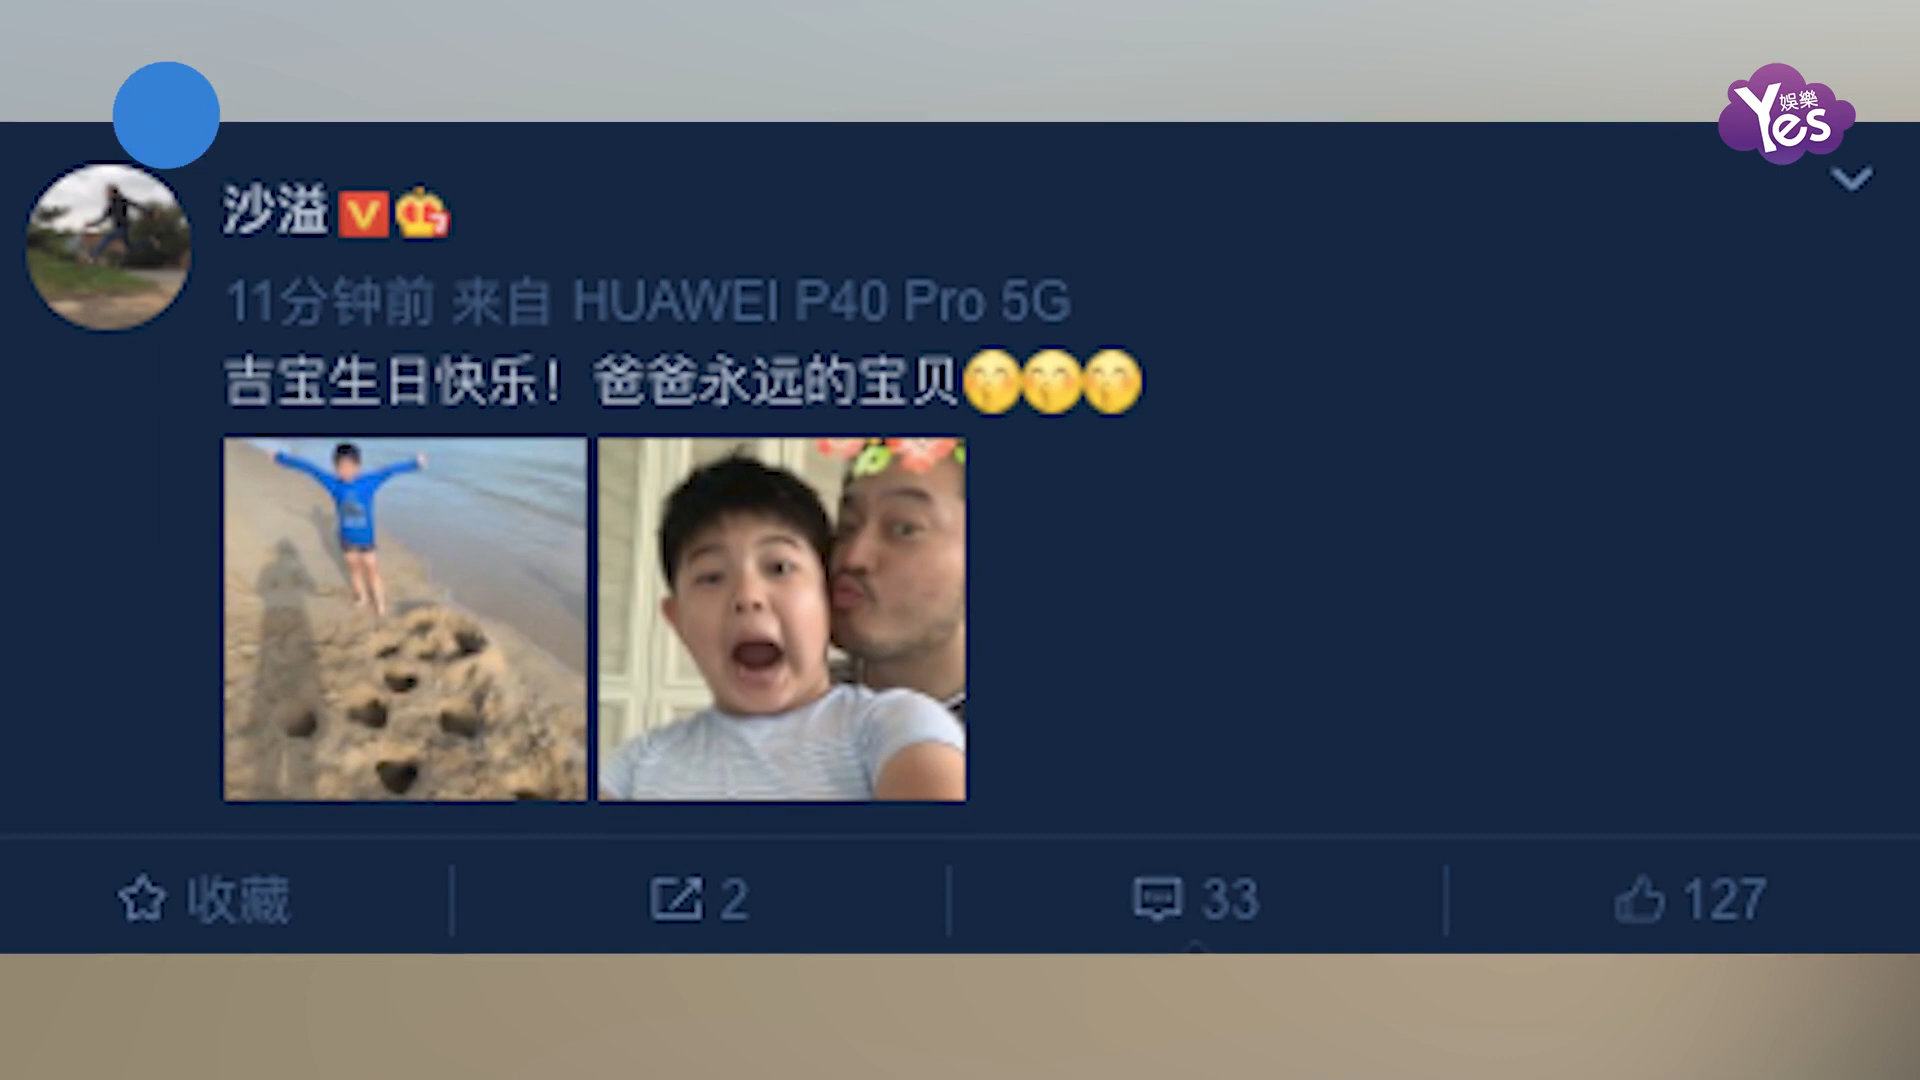 娛樂
Yes
沙溢
11分钟前 来自 HUAWEI P40 Pro 5G
吉宝生日快乐！ 爸爸永远的宝贝
收藏
2
33
127